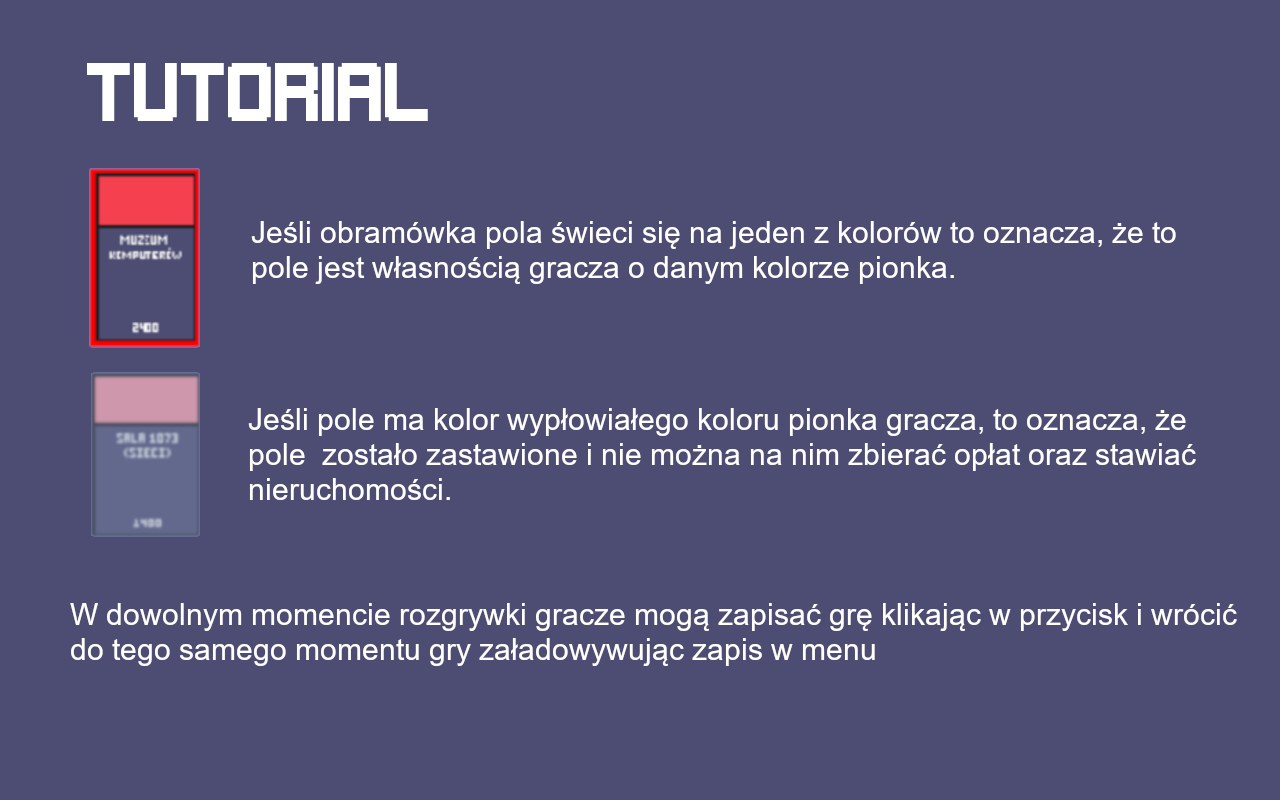 TUTORIAL
MUZEUM
KOMPUTERÓW
2400
Jeśli obramówka pola świeci się na jeden z kolorów to oznacza, że to
pole jest własnością gracza o danym kolorze pionka.
SALA 1073
(SIECI)
1400
Jeśli pole ma kolor wypłowiałego koloru pionka gracza, to oznacza, że
pole  zostało zastawione i nie można na nim zbierać opłat oraz stawiać
nieruchomości.
W dowolnym momencie rozgrywki gracze mogą zapisać grę klikając w przycisk i wrócić
do tego samego momentu gry załadowywując zapis w menu